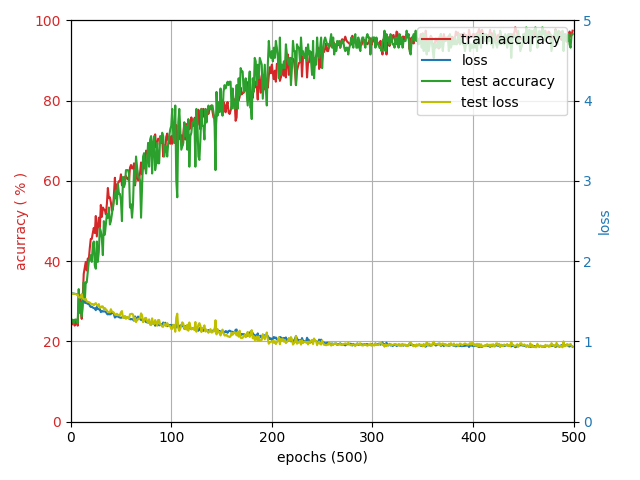 100
80
60
40
20
0
acurracy ( % )
train accuracy
loss
test accuracy
test loss
5
4
3
2
1
0
loss
0 100 200 300 400 500
epochs (500)